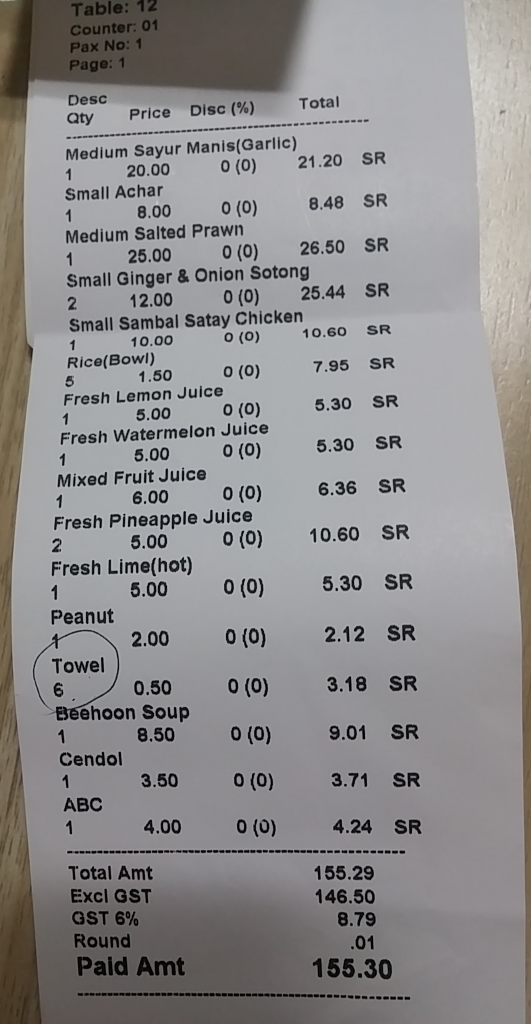 Table: 12
Counter: 01
Pax No: 1
Page: 1
Desc
Qty Price Disc (%) Total
Medium Sayur Manis(Garlic)
1 20.00 0 (0) 21.20 SR
Small Achar
1 8.00 0 (0) 8.48 SR
Medium Salted Prawn
1 25.00 0 (0) 26.50 SR
Small Ginger & Onion Sotong
2 12.00 0 (0) 25.44 SR
Small Sambal Satay Chicken
1 10.00 0 (0) 10.60 SR
Rice(Bowl)
5 1.50 0 (0) 7.95 SR
Fresh Lemon Juice
1 5.00 0 (0) 5.30 SR
Fresh Watermelon Juice
1 5.00 0 (0) 5.30 SR
Mixed Fruit Juice
1 6.00 0 (0) 6.36 SR
Fresh Pineapple Juice
2 5.00 0 (0) 10.60 SR
Fresh Lime(hot)
1 5.00 0 (0) 5.30 SR
Peanut
1 2.00 0 (0) 2.12 SR
Towel
6 0.50 0 (0) 3.18 SR
Beehoon Soup
1 8.50 0 (0) 9.01 SR
Cendol
1 3.50 0 (0) 3.71 SR
ABC
1 4.00 0 (0) 4.24 SR
Total Amt 155.29
Excl GST 146.50
GST 6% 8.79
Round .01
Paid Amt 155.30